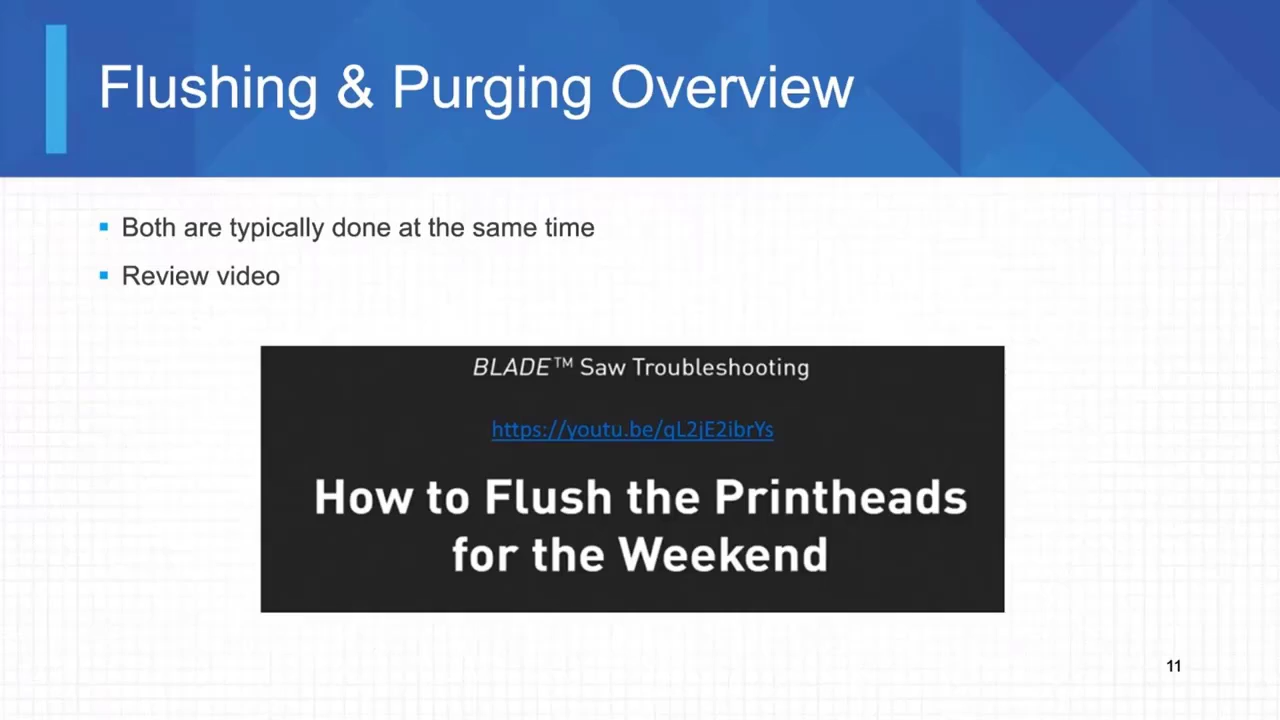 Flushing & Purging Overview
Both are typically done at the same time
Review video
BLADE™ Saw Troubleshooting
https://youtu.be/qL2jE2ibrYs
How to Flush the Printheads
for the Weekend
11